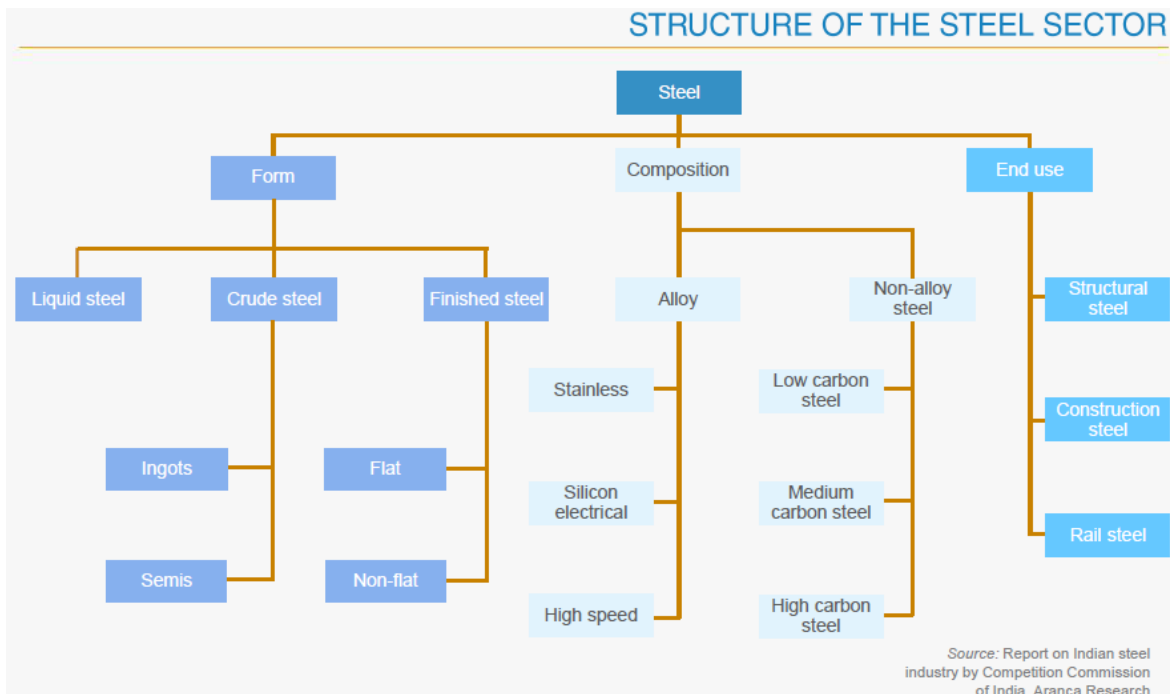 STRUCTURE OF THE STEEL SECTOR
Steel
Form
Composition
End use
Liquid steel
Crude steel
Finished steel
Alloy
Non-alloy
steel
Structural
steel
Stainless
Low carbon
steel
Construction
steel
Ingots
Flat
Silicon
electrical
Medium
carbon steel
Rail steel
Semis
Non-flat
High speed
High carbon
steel
Source: Report on Indian steel
industry by Competition Commission
of India, Aranca Research